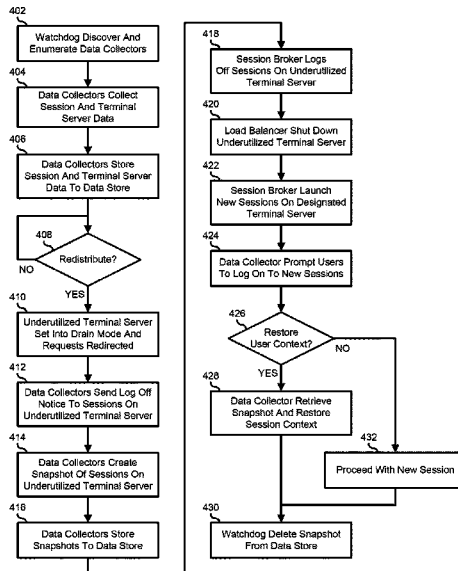 402
Watchdog Discover And
Enumerate Data Collectors
404
Data Collectors Collect
Session And Terminal
Server Data
406
Data Collectors Store
Session And Terminal Server
Data To Data Store
408
Redistribute?
NO
YES
410
Underutilized Terminal Server
Set Into Drain Mode And
Requests Redirected
412
Data Collectors Send Log Off
Notice To Sessions On
Underutilized Terminal Server
414
Data Collectors Create
Snapshot Of Sessions On
Underutilized Terminal Server
416
Data Collectors Store
Snapshots To Data Store
418
Session Broker Logs
Off Sessions On Underutilized
Terminal Server
420
Load Balancer Shut Down
Underutilized Terminal Server
422
Session Broker Launch
New Sessions On Designated
Terminal Server
424
Data Collector Prompt Users
To Log On To New Sessions
426
Restore
User Context?
NO
YES
428
Data Collector Retrieve
Snapshot And Restore
Session Context
432
Proceed With New Session
430
Watchdog Delete Snapshot
From Data Store